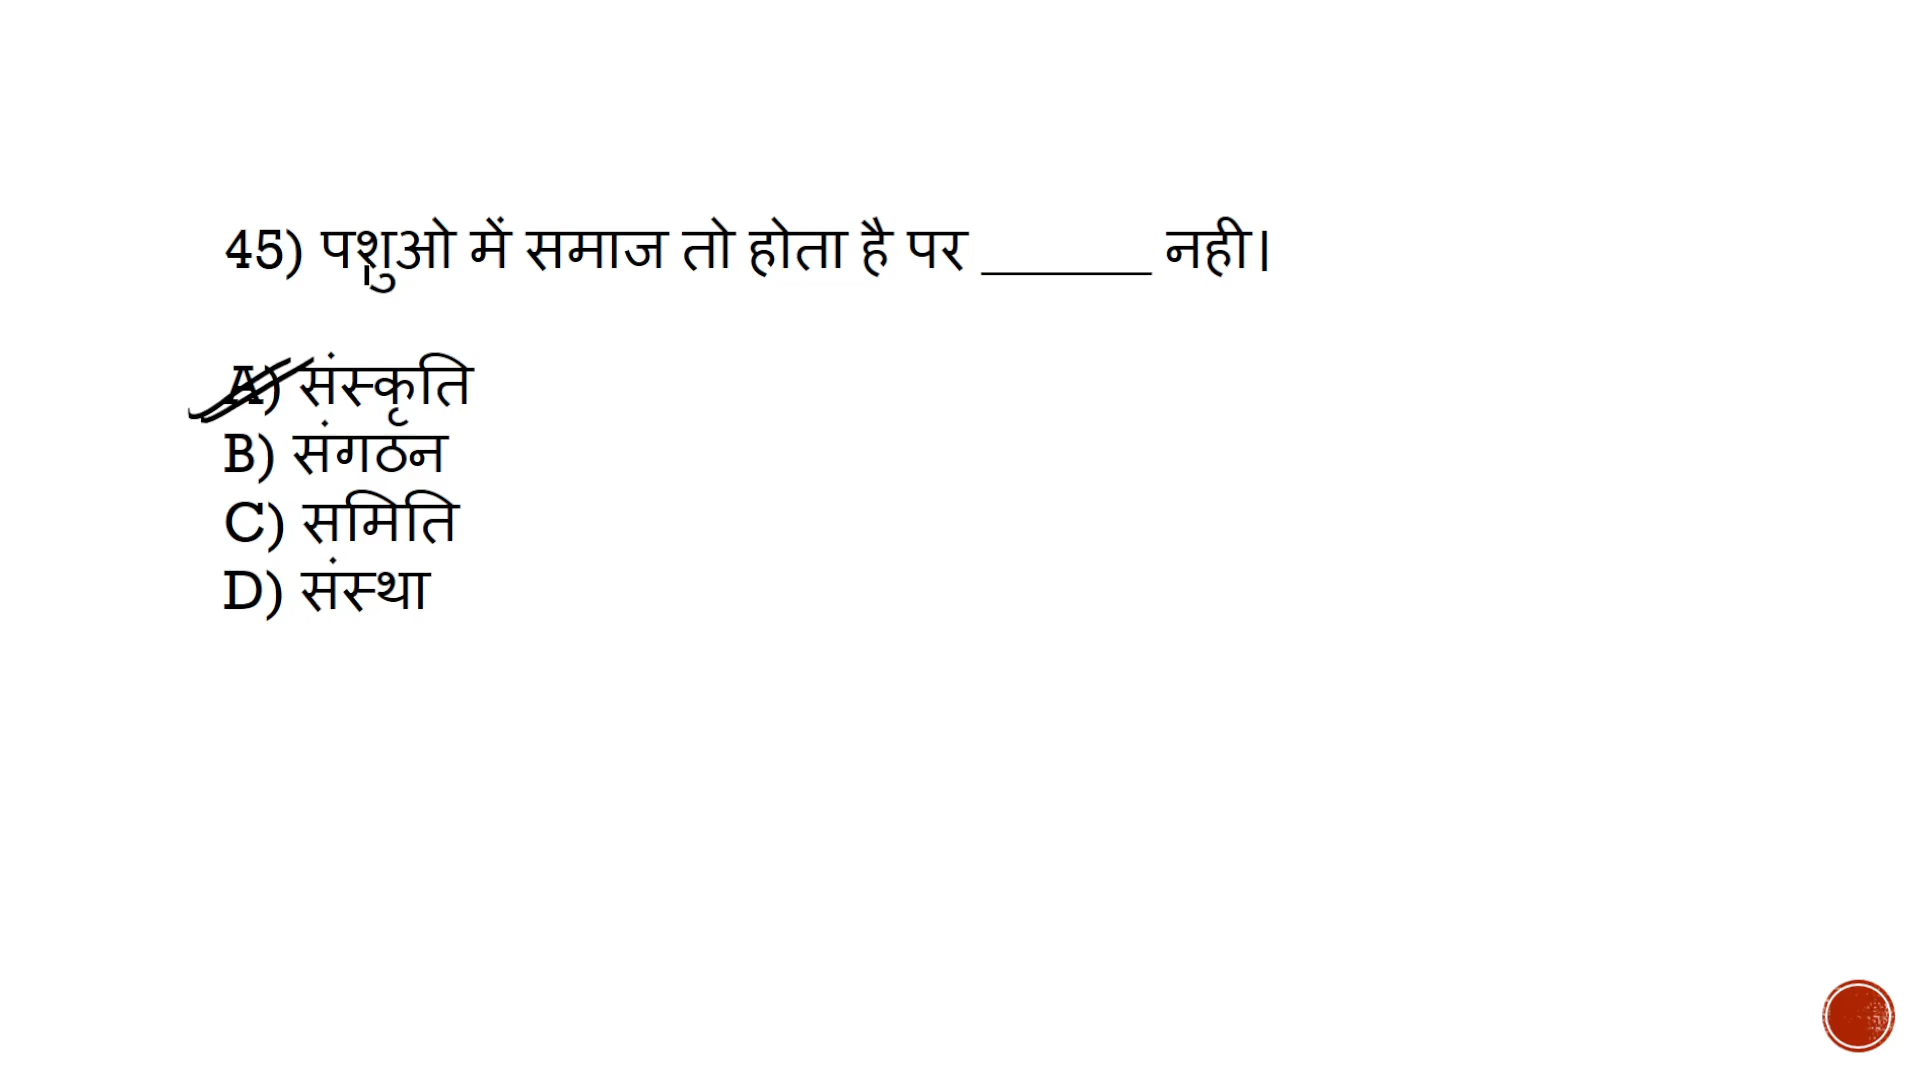 45) पशुओ में समाज तो होता है पर ______ नही।
A) संस्कृति
B) संगठन
C) समिति
D) संस्था